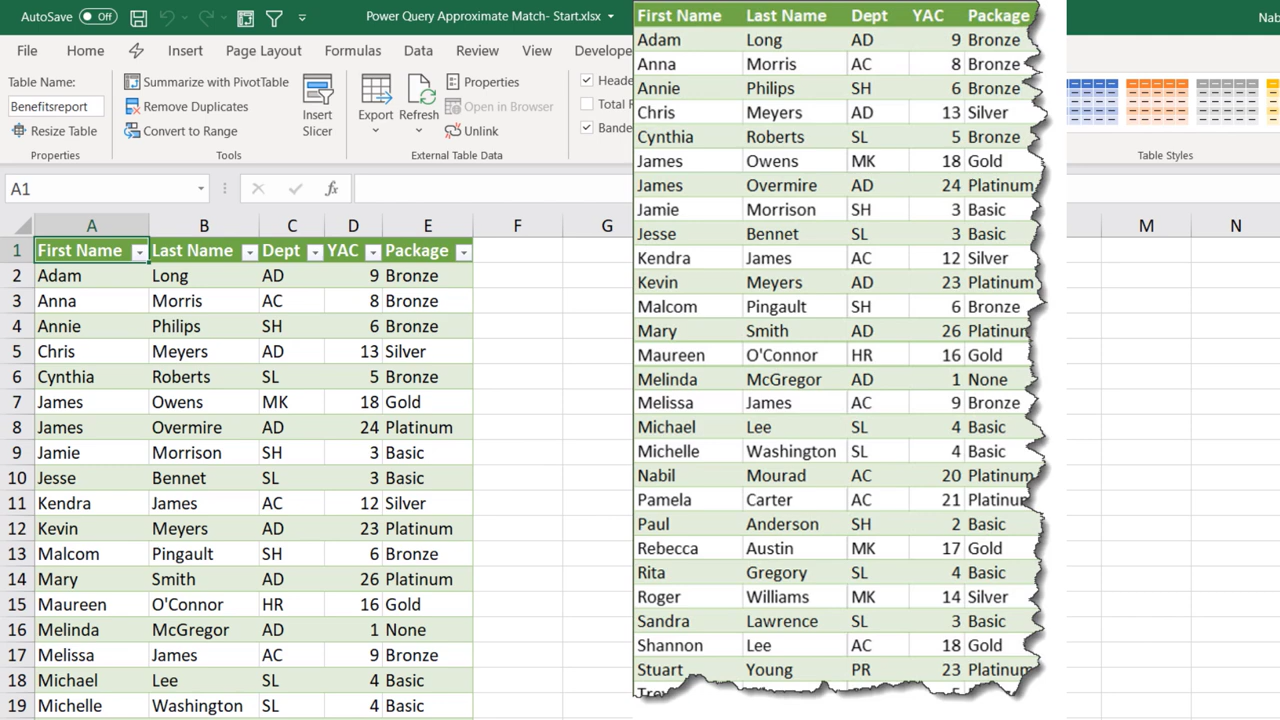 AutoSave Off Power Query Approximate Match- Start.xlsx Nab
File Home Insert Page Layout Formulas Data Review View Develope
Table Name:
Benefitsreport
Resize Table
Properties
Summarize with PivotTable
Remove Duplicates
Convert to Range
Tools
Insert
Slicer
Export
Refresh
Properties
Open in Browser
Unlink
External Table Data
Heade
Total R
Bande
Table Styles
A1 fx
A B C D E F G M N
1 First Name Last Name Dept YAC Package
2 Adam Long AD 9 Bronze
3 Anna Morris AC 8 Bronze
4 Annie Philips SH 6 Bronze
5 Chris Meyers AD 13 Silver
6 Cynthia Roberts SL 5 Bronze
7 James Owens MK 18 Gold
8 James Overmire AD 24 Platinum
9 Jamie Morrison SH 3 Basic
10 Jesse Bennet SL 3 Basic
11 Kendra James AC 12 Silver
12 Kevin Meyers AD 23 Platinum
13 Malcom Pingault SH 6 Bronze
14 Mary Smith AD 26 Platinum
15 Maureen O'Connor HR 16 Gold
16 Melinda McGregor AD 1 None
17 Melissa James AC 9 Bronze
18 Michael Lee SL 4 Basic
19 Michelle Washington SL 4 Basic
First Name Last Name Dept YAC Package
Adam Long AD 9 Bronze
Anna Morris AC 8 Bronze
Annie Philips SH 6 Bronze
Chris Meyers AD 13 Silver
Cynthia Roberts SL 5 Bronze
James Owens MK 18 Gold
James Overmire AD 24 Platinum
Jamie Morrison SH 3 Basic
Jesse Bennet SL 3 Basic
Kendra James AC 12 Silver
Kevin Meyers AD 23 Platinum
Malcom Pingault SH 6 Bronze
Mary Smith AD 26 Platinum
Maureen O'Connor HR 16 Gold
Melinda McGregor AD 1 None
Melissa James AC 9 Bronze
Michael Lee SL 4 Basic
Michelle Washington SL 4 Basic
Nabil Mourad AC 20 Platinum
Pamela Carter AC 21 Platinum
Paul Anderson SH 2 Basic
Rebecca Austin MK 17 Gold
Rita Gregory SL 4 Basic
Roger Williams MK 14 Silver
Sandra Lawrence SL 3 Basic
Shannon Lee AC 18 Gold
Stuart Young PR 23 Platinum